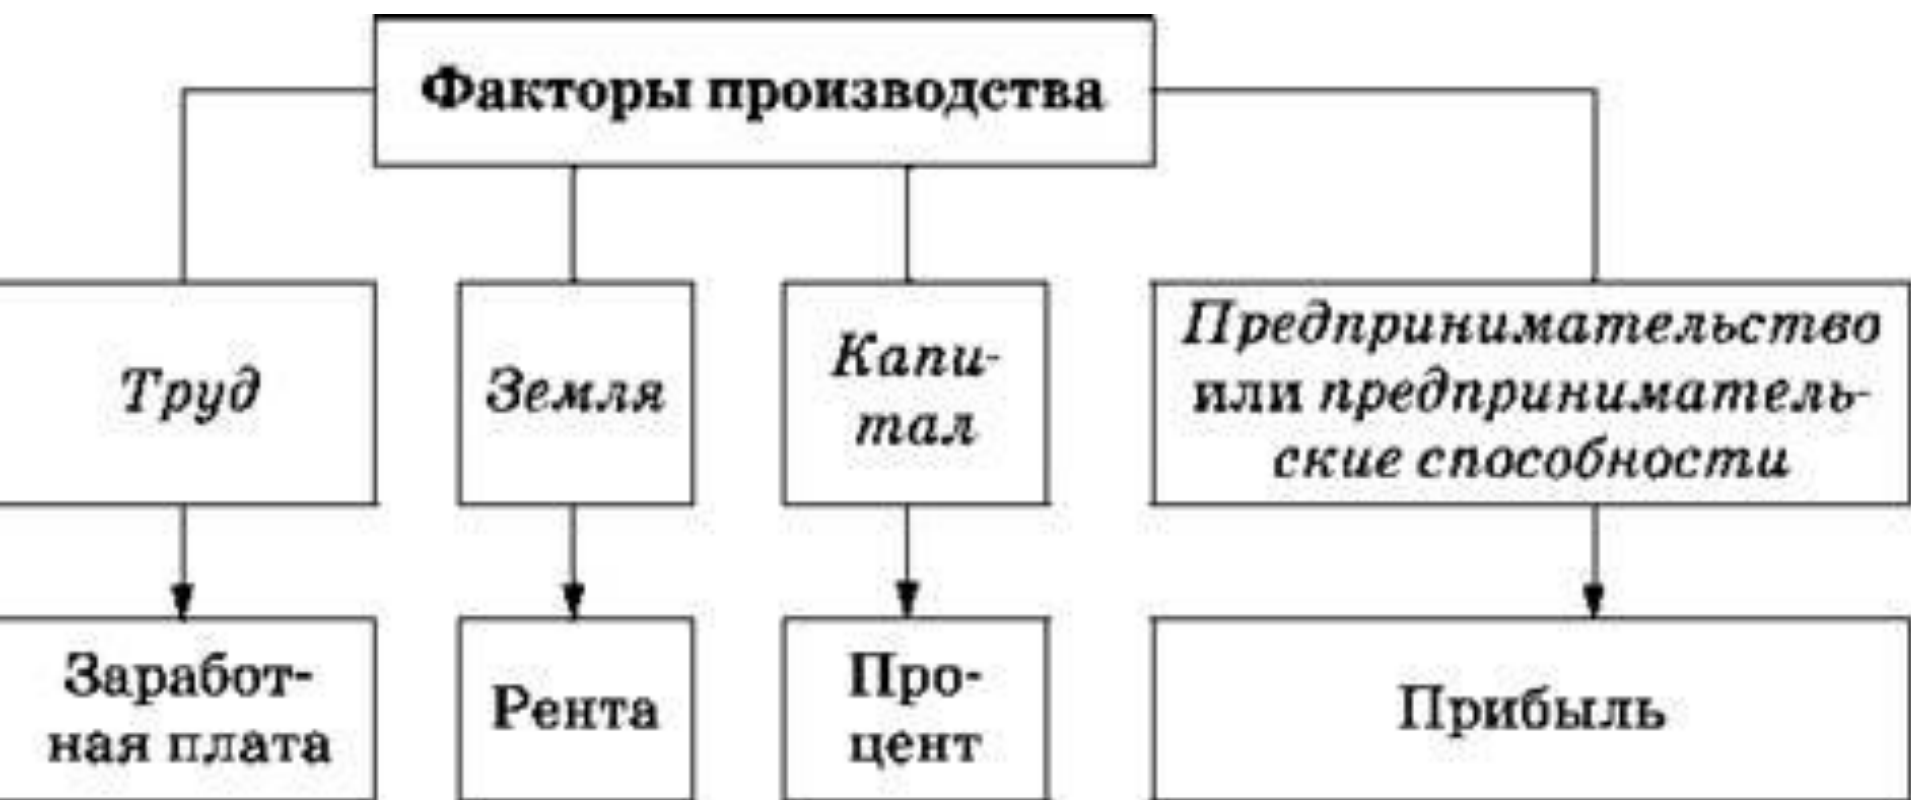 Факторы производства
Труд
Земля
Капи-
тал
Предпринимательство
или предприниматель-
ские способности
Заработ-
ная плата
Рента
Про-
цент
Прибыль